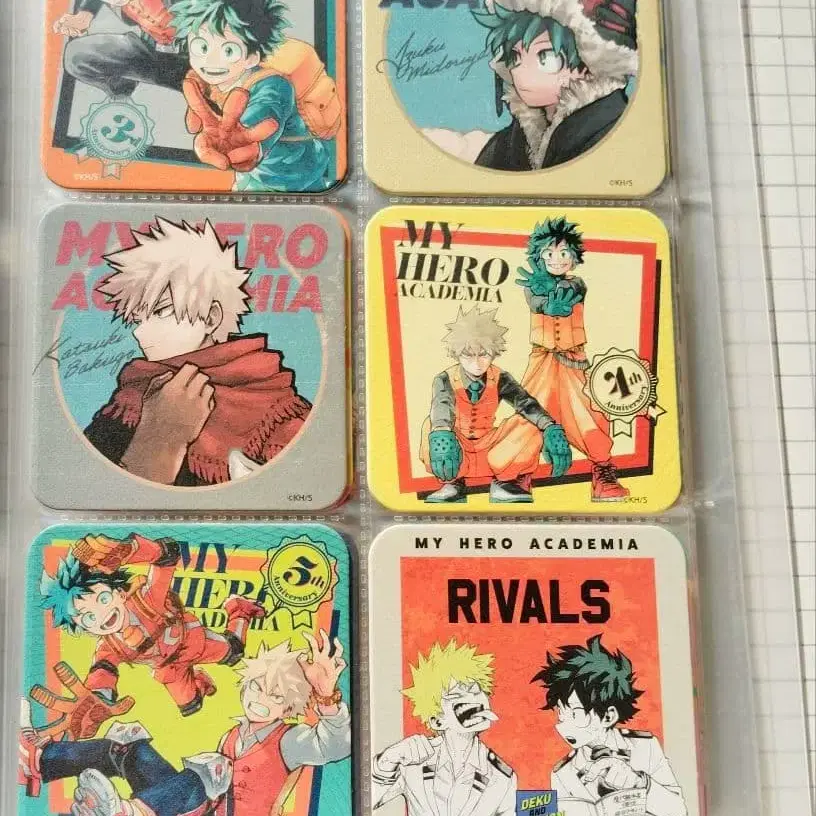 3rd
Anniversary
©KH/S
ACA
Izuku
Midoriya
©KH/S
MY HERO
ACADEMIA
Katsuki
Bakugo
©KH/S
MY
HERO
ACADEMIA
4th
Anniversary
©KH/S
MY
HERO
ACADEMIA
5th
Anniversary
MY HERO ACADEMIA
RIVALS
DEKU
AND